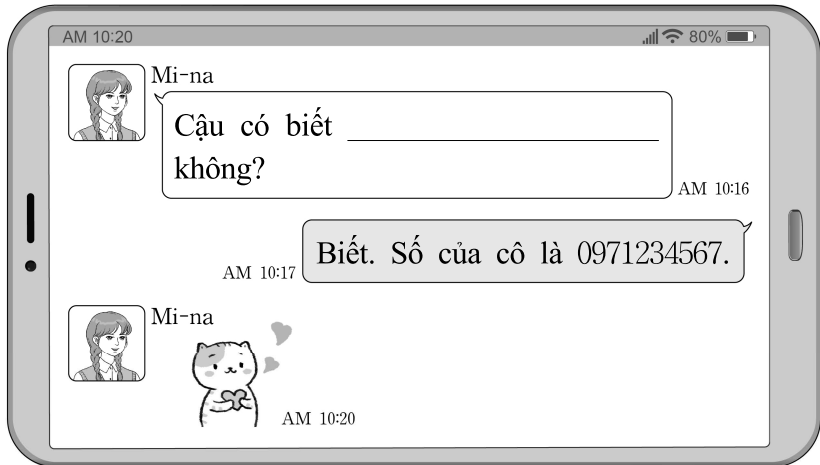 AM 10:20 80%
Mi-na
Cậu có biết ____________________
không?
AM 10:16
Biết. Số của cô là 0971234567.
AM 10:17
Mi-na
AM 10:20